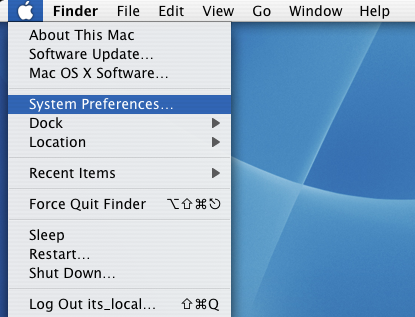 Finder File Edit View Go Window Help
About This Mac
Software Update...
Mac OS X Software...
System Preferences...
Dock
Location
Recent Items
Force Quit Finder ⌥⇧⌘⎋
Sleep
Restart...
Shut Down...
Log Out its_local... ⇧⌘Q